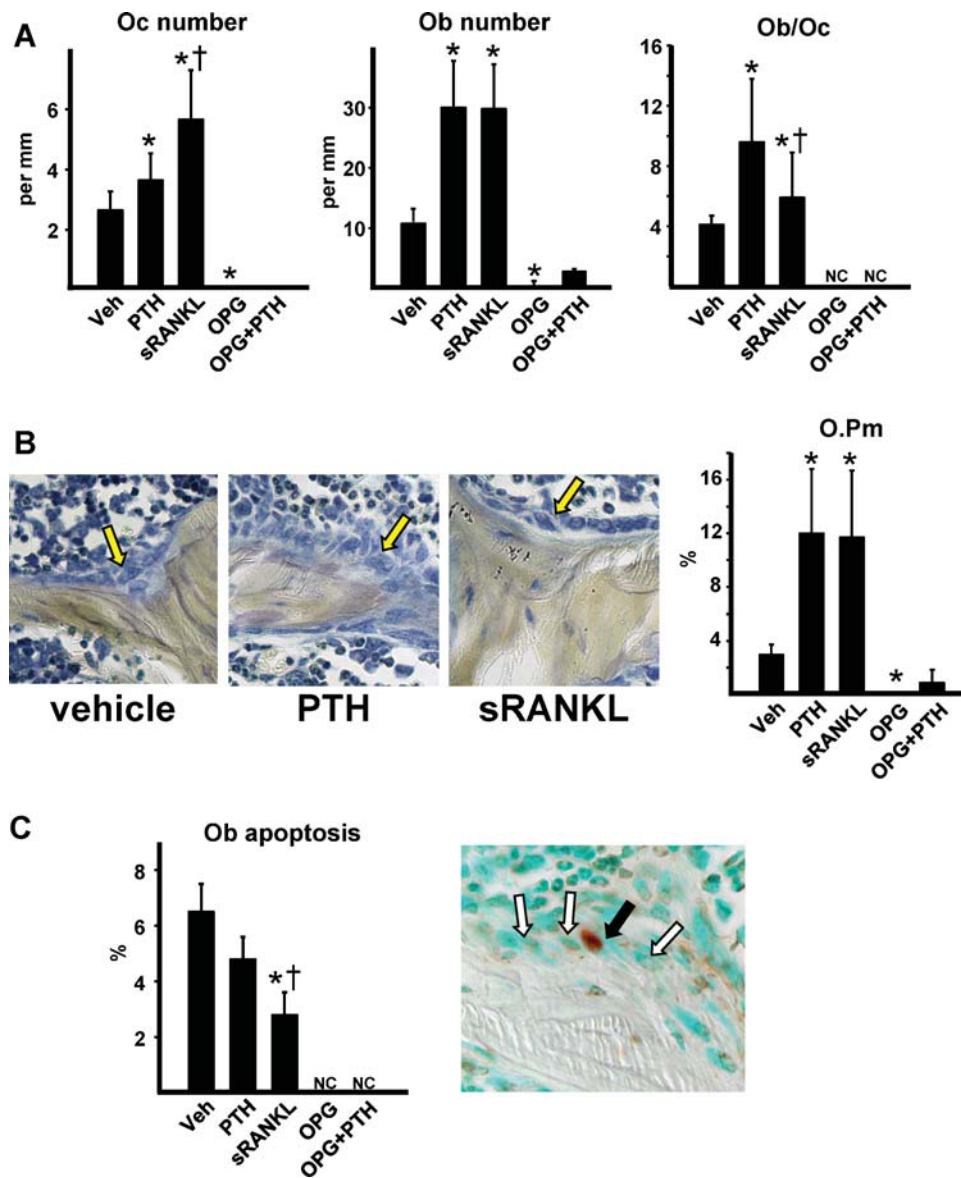 A
Oc number
per mm
6
4
2
*†
*
*
Veh
PTH
sRANKL
OPG
OPG+PTH
Ob number
per mm
30
20
10
*
*
*
Veh
PTH
sRANKL
OPG
OPG+PTH
Ob/Oc
16
12
8
4
*
*†
NC
NC
Veh
PTH
sRANKL
OPG
OPG+PTH
B
vehicle
PTH
sRANKL
O.Pm
%
16
12
8
4
*
*
*
Veh
PTH
sRANKL
OPG
OPG+PTH
C
Ob apoptosis
%
8
6
4
2
*†
NC
NC
Veh
PTH
sRANKL
OPG
OPG+PTH